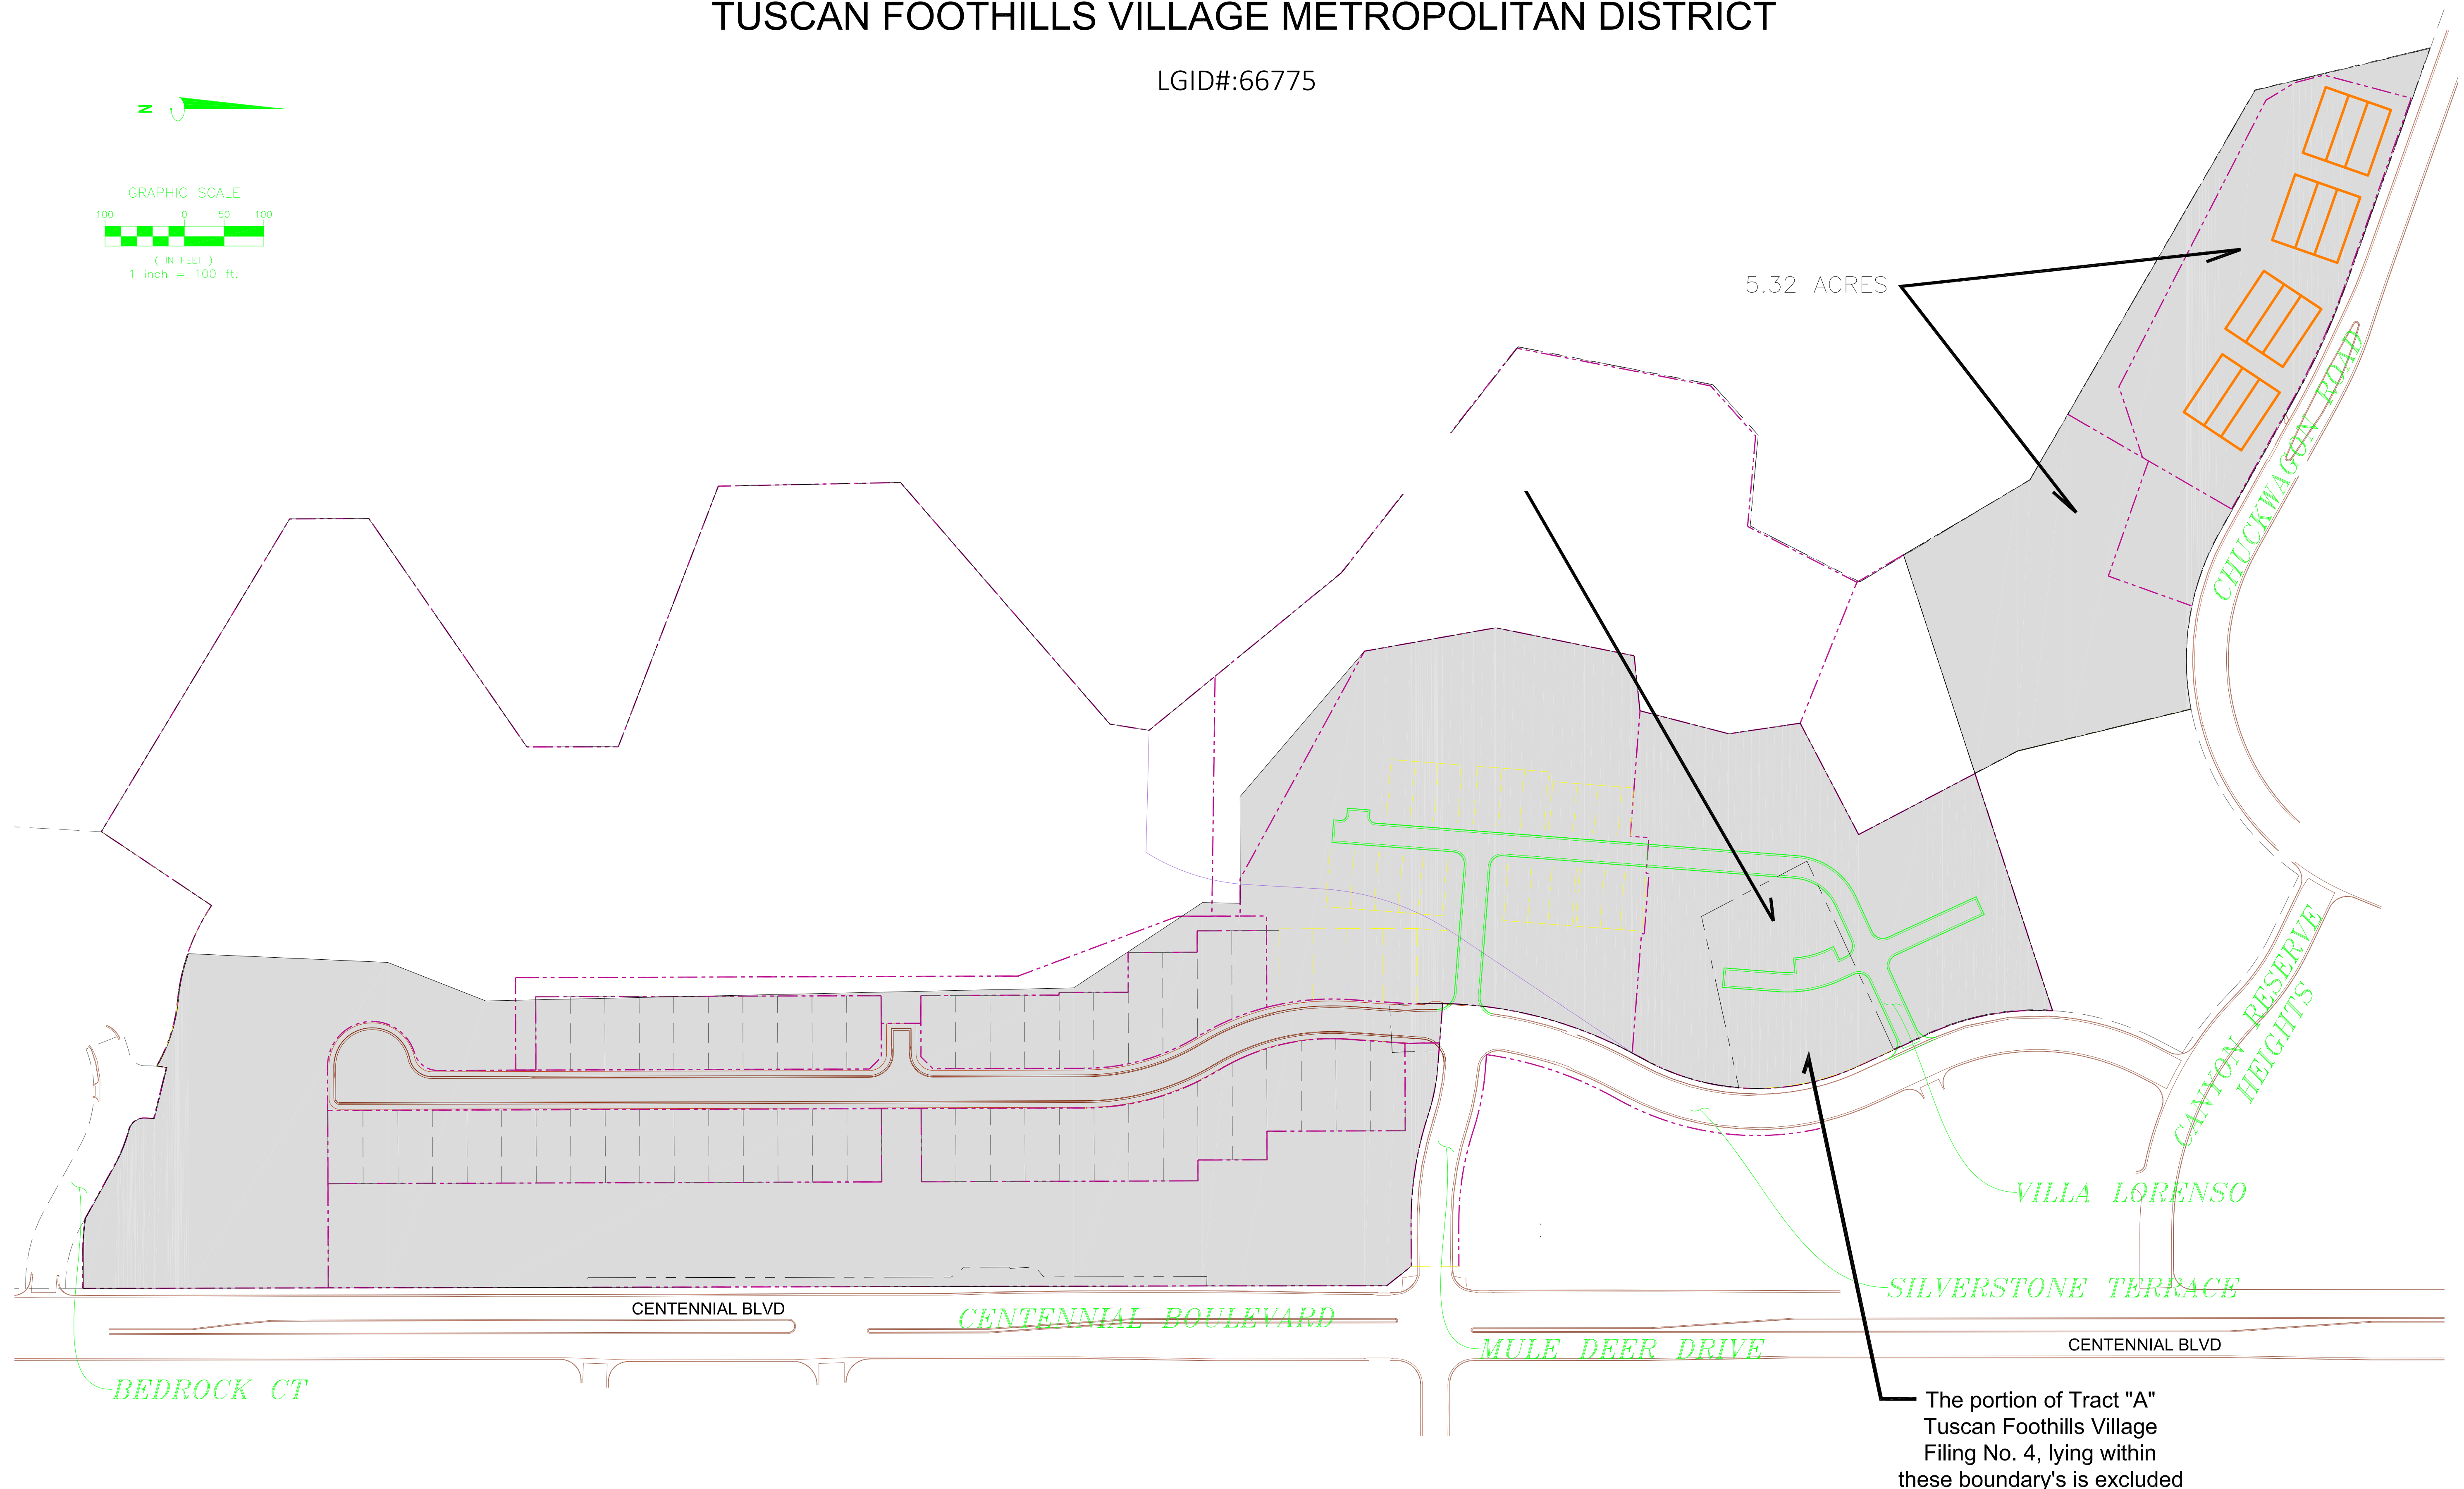 TUSCAN FOOTHILLS VILLAGE METROPOLITAN DISTRICT
LGID#:66775
N
GRAPHIC SCALE
100 0 50 100
( IN FEET )
1 inch = 100 ft.
5.32 ACRES
CHUCKWAGON ROAD
CANYON RESERVE
HEIGHTS
VILLA LORENSO
SILVERSTONE TERRACE
CENTENNIAL BLVD
CENTENNIAL BOULEVARD
MULE DEER DRIVE
CENTENNIAL BLVD
BEDROCK CT
The portion of Tract "A"
Tuscan Foothills Village
Filing No. 4, lying within
these boundary's is excluded